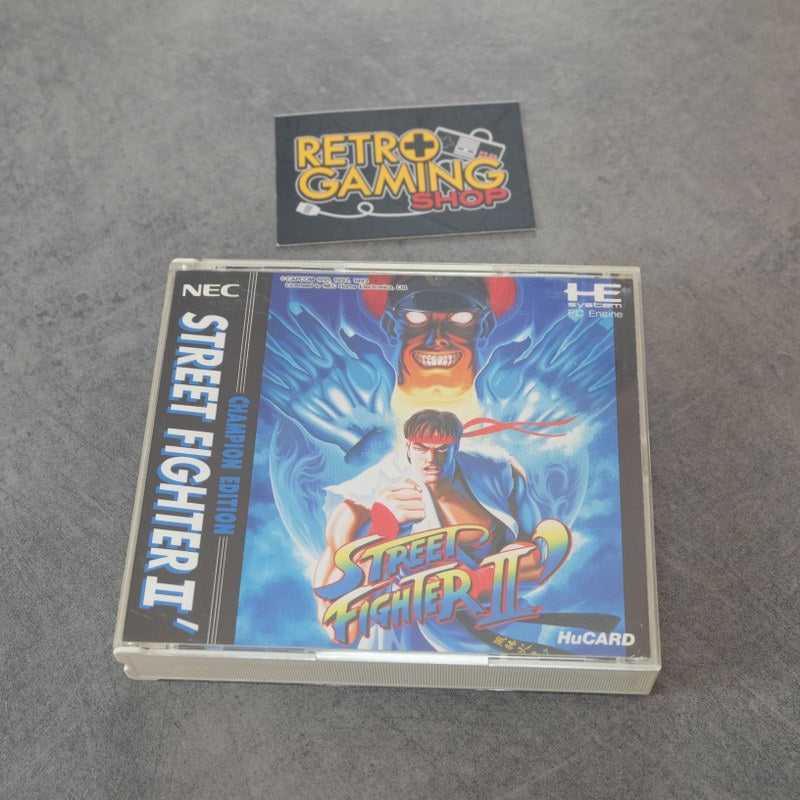 RETRO
GAMING
SHOP
NEC
STREET FIGHTER II'
CHAMPION EDITION
©CAPCOM 1991, 1992, 1993
Licensed to NEC Home Electronics, Ltd.
HE
system
PC Engine
STREET
FIGHTER II'
HuCARD